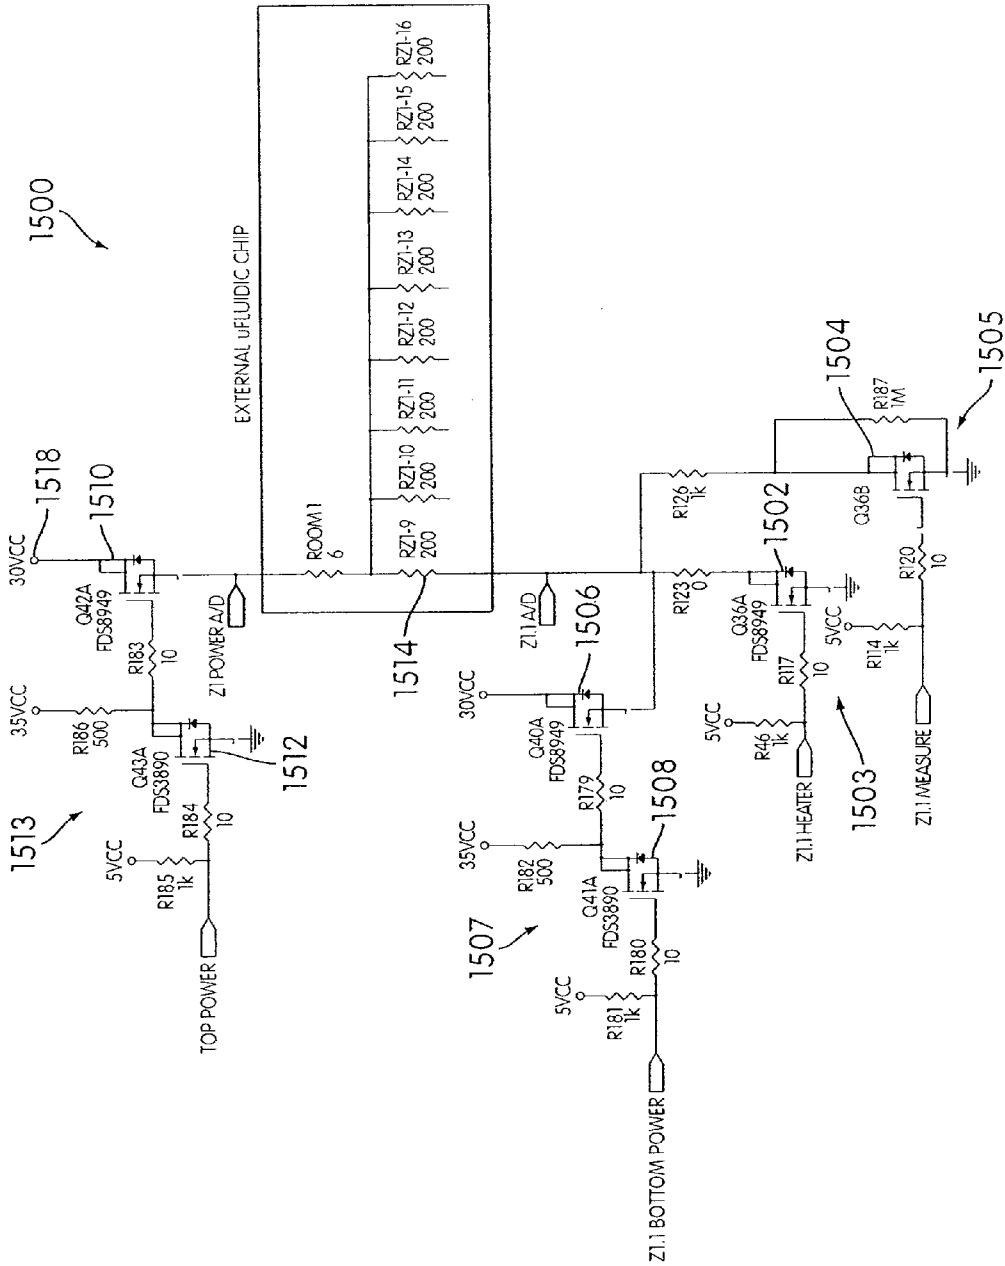 1500
EXTERNAL uFLUIDIC CHIP
ROOM1
6
RZ1-9
200
RZ1-10
200
RZ1-11
200
RZ1-12
200
RZ1-13
200
RZ1-14
200
RZ1-15
200
RZ1-16
200
1514
30VCC
1518
1510
Q42A
FDS8949
Z1 POWER A/D
R183
10
35VCC
R186
500
Q43A
FDS3890
1512
R184
10
5VCC
R185
1k
TOP POWER
1513
Z1.1 A/D
30VCC
1506
Q40A
FDS8949
R179
10
35VCC
R182
500
Q41A
FDS3890
1508
R180
10
5VCC
R181
1k
Z1.1 BOTTOM POWER
1507
R123
0
Q36A
FDS8949
1502
R117
10
5VCC
R46
1k
Z1.1 HEATER
1503
R126
1k
R187
1M
1504
1505
Q36B
R120
10
5VCC
R114
1k
Z1.1 MEASURE